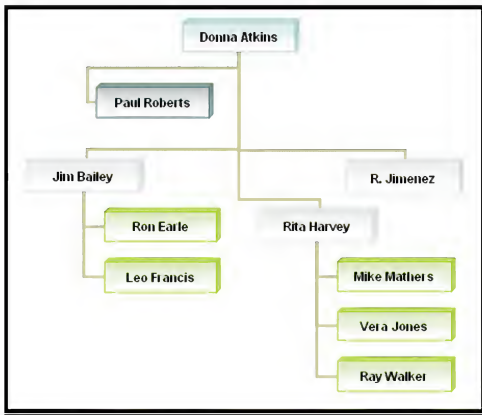 Donna Atkins
Paul Roberts
Jim Bailey
R. Jimenez
Ron Earle
Rita Harvey
Leo Francis
Mike Mathers
Vera Jones
Ray Walker